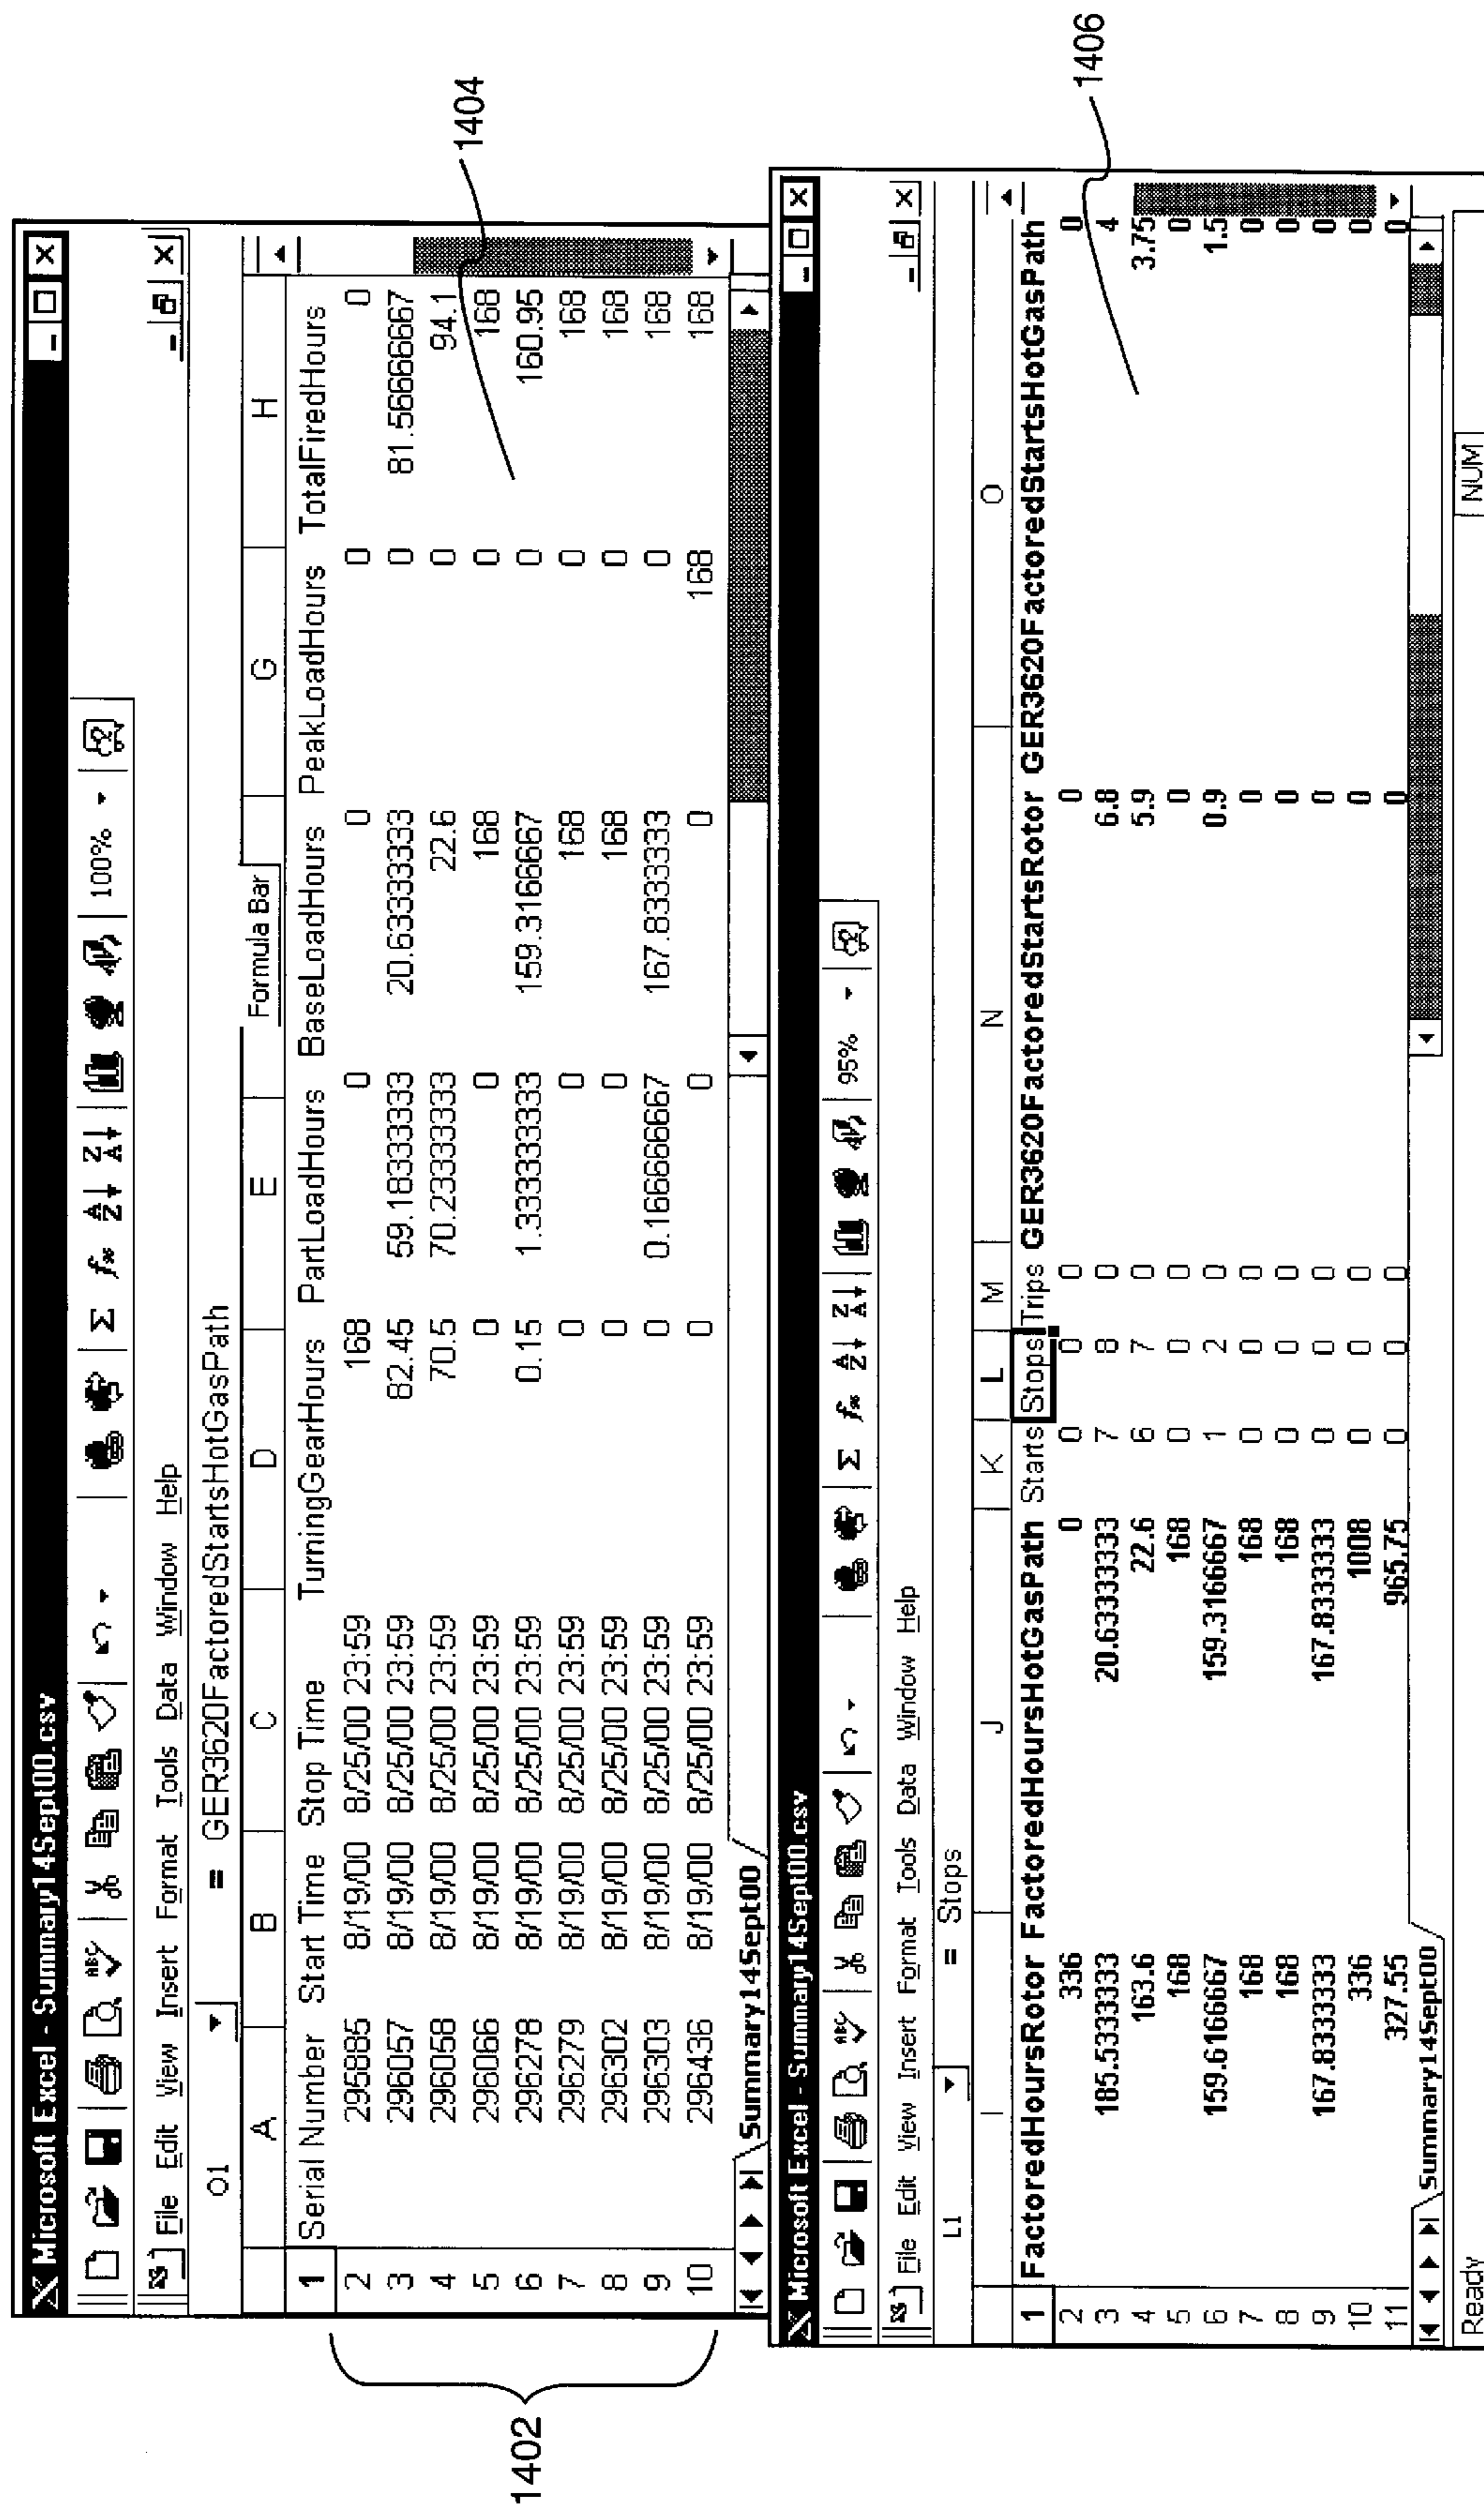 Microsoft Excel - Summary14Sept00.csv
100%
File Edit View Insert Format Tools Data Window Help
O1 = GER3620FactoredStartsHotGasPath
Formula Bar
A B C D E G H
1 Serial Number Start Time Stop Time TurningGearHours PartLoadHours BaseLoadHours PeakLoadHours TotalFiredHours
2 295885 8/19/00 8/25/00 23:59 168 0 0 0 0
3 296057 8/19/00 8/25/00 23:59 82.45 59.18333333 20.63333333 0 81.56666667
4 296058 8/19/00 8/25/00 23:59 70.5 70.23333333 22.6 0 94.1
5 296066 8/19/00 8/25/00 23:59 0 0 168 0 168
6 296278 8/19/00 8/25/00 23:59 0.15 1.333333333 159.3166667 0 160.95
7 296279 8/19/00 8/25/00 23:59 0 0 168 0 168
8 296302 8/19/00 8/25/00 23:59 0 0 168 0 168
9 296303 8/19/00 8/25/00 23:59 0 0.166666667 167.8333333 0 168
10 296436 8/19/00 8/25/00 23:59 0 0 0 168 168
Summary14Sept00
1402
1404
Microsoft Excel - Summary14Sept00.csv
95%
File Edit View Insert Format Tools Data Window Help
L1 = Stops
I J K L M N O
1 FactoredHoursRotor FactoredHoursHotGasPath Starts Stops Trips GER3620FactoredStartsRotor GER3620FactoredStartsHotGasPath
2 336 0 0 0 0 0 0
3 185.5333333 20.63333333 7 8 0 6.8 4
4 163.6 22.6 6 7 0 5.9 3.75
5 168 168 0 0 0 0 0
6 159.6166667 159.3166667 1 2 0 0.9 1.5
7 168 168 0 0 0 0 0
8 168 168 0 0 0 0 0
9 167.8333333 167.8333333 0 0 0 0 0
10 336 1008 0 0 0 0 0
11 327.55 965.75 0 0 0 0 0
Summary14Sept00
Ready NUM
1406